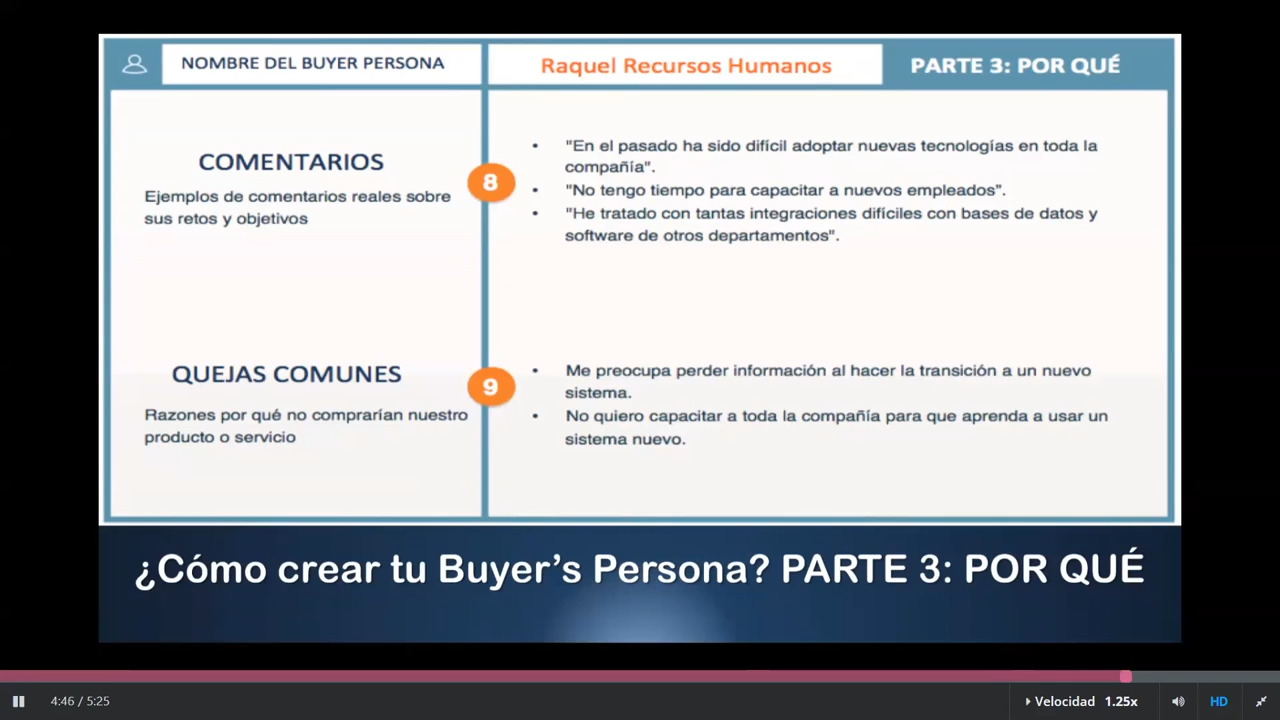 NOMBRE DEL BUYER PERSONA
Raquel Recursos Humanos
PARTE 3: POR QUÉ
COMENTARIOS
Ejemplos de comentarios reales sobre
sus retos y objetivos
8
• "En el pasado ha sido difícil adoptar nuevas tecnologías en toda la
compañía".
• "No tengo tiempo para capacitar a nuevos empleados".
• "He tratado con tantas integraciones difíciles con bases de datos y
software de otros departamentos".
QUEJAS COMUNES
Razones por qué no comprarían nuestro
producto o servicio
9
• Me preocupa perder información al hacer la transición a un nuevo
sistema.
• No quiero capacitar a toda la compañía para que aprenda a usar un
sistema nuevo.
¿Cómo crear tu Buyer's Persona? PARTE 3: POR QUÉ
4:46 / 5:25
Velocidad 1.25x
HD